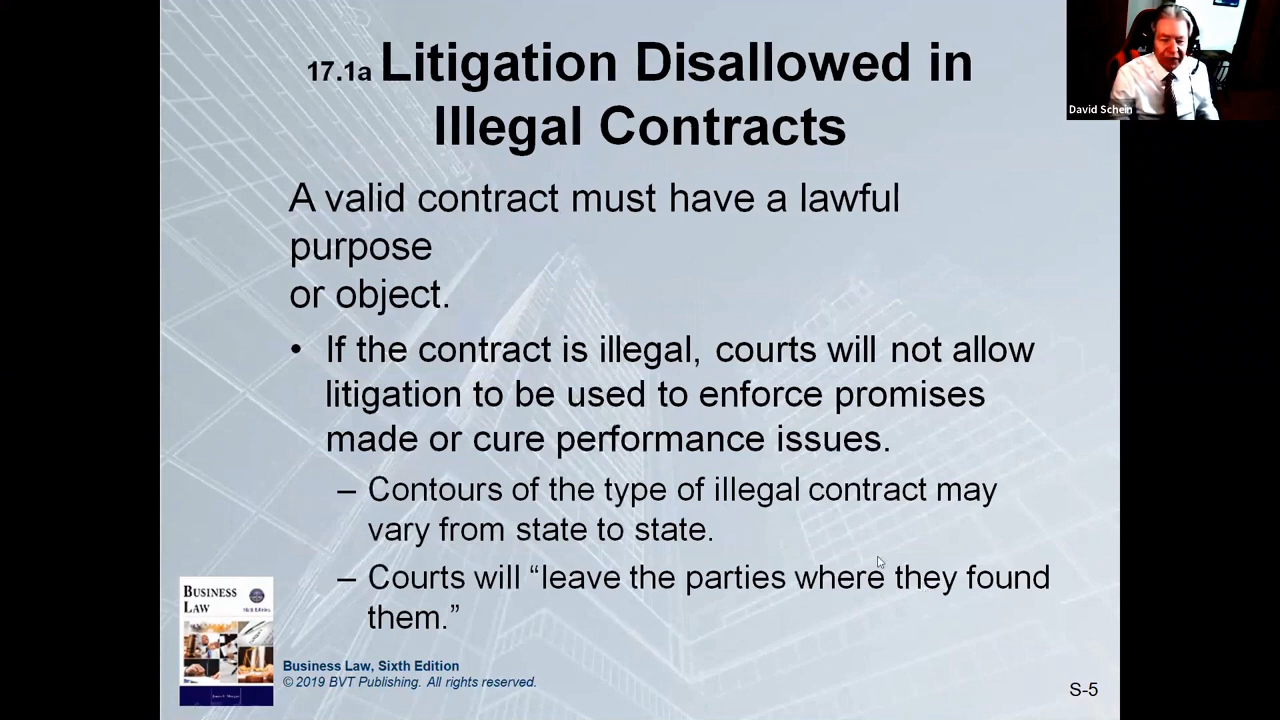 17.1a Litigation Disallowed in
Illegal Contracts
David Schein
A valid contract must have a lawful
purpose
or object.
• If the contract is illegal, courts will not allow
litigation to be used to enforce promises
made or cure performance issues.
– Contours of the type of illegal contract may
vary from state to state.
– Courts will “leave the parties where they found
them.”
BUSINESS
LAW
Business Law, Sixth Edition
© 2019 BVT Publishing. All rights reserved.
S-5